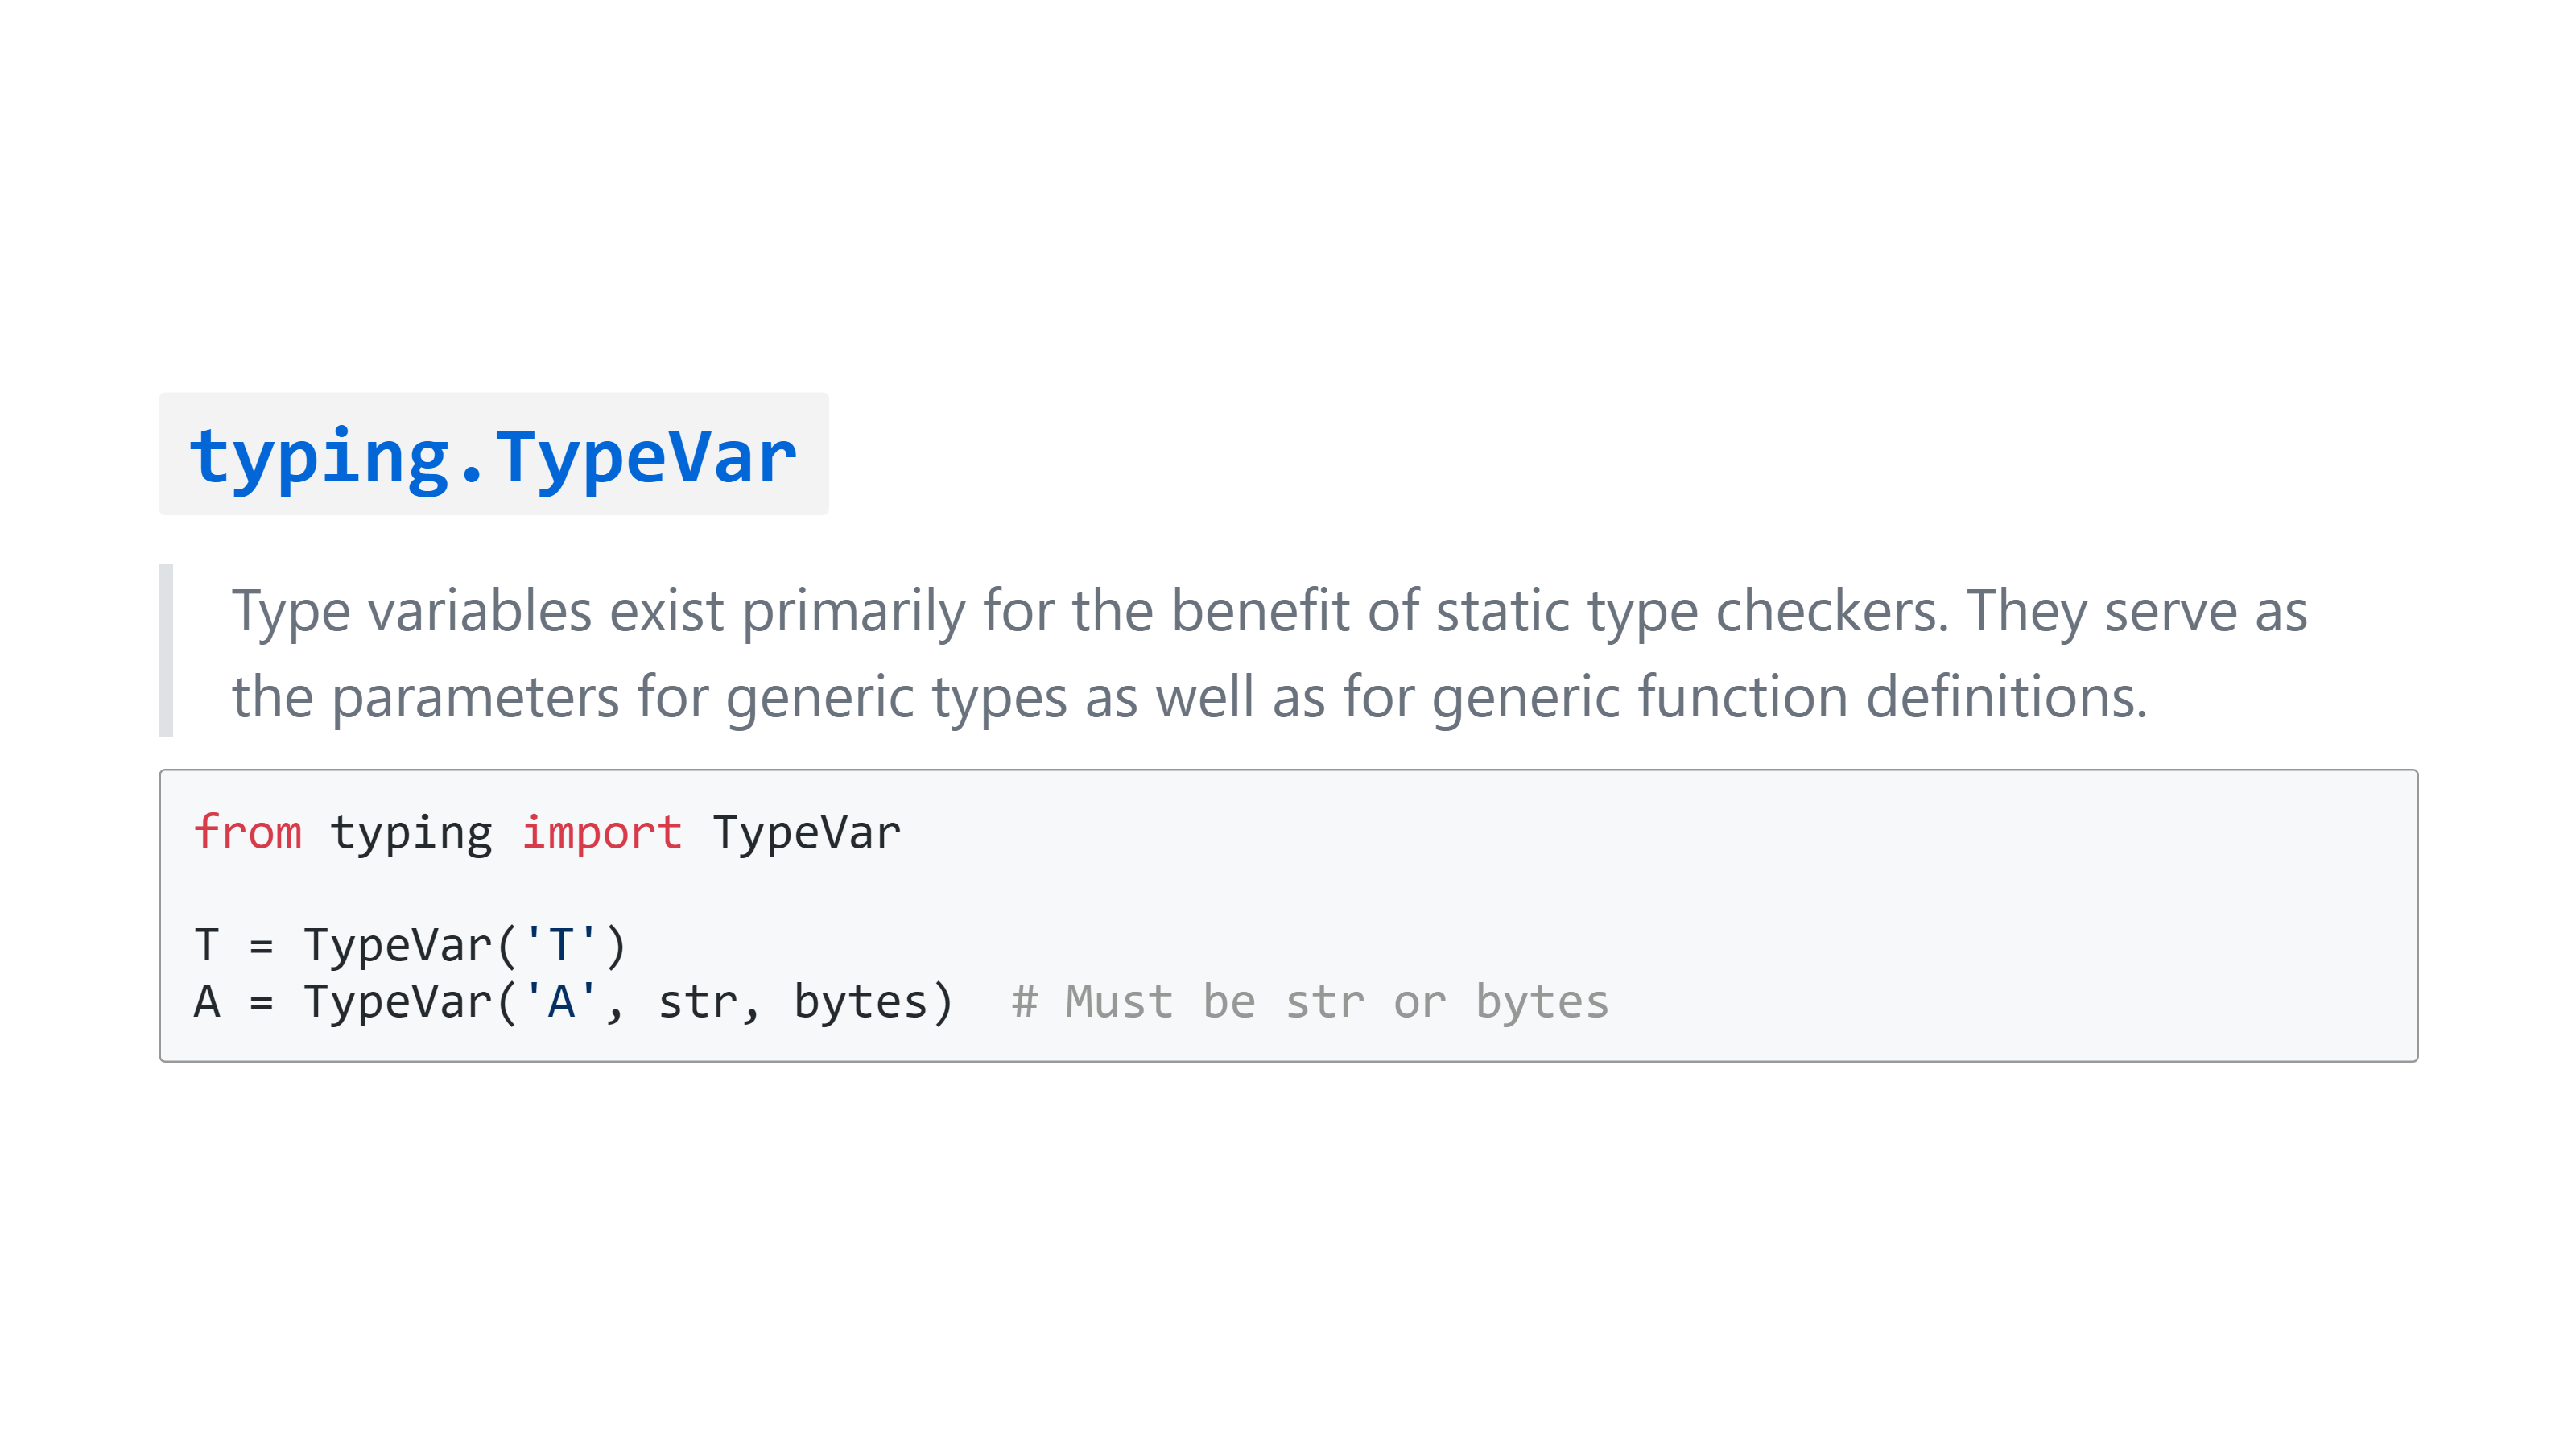 typing.TypeVar
Type variables exist primarily for the benefit of static type checkers. They serve as
the parameters for generic types as well as for generic function definitions.
from typing import TypeVar
T = TypeVar('T')
A = TypeVar('A', str, bytes)  # Must be str or bytes